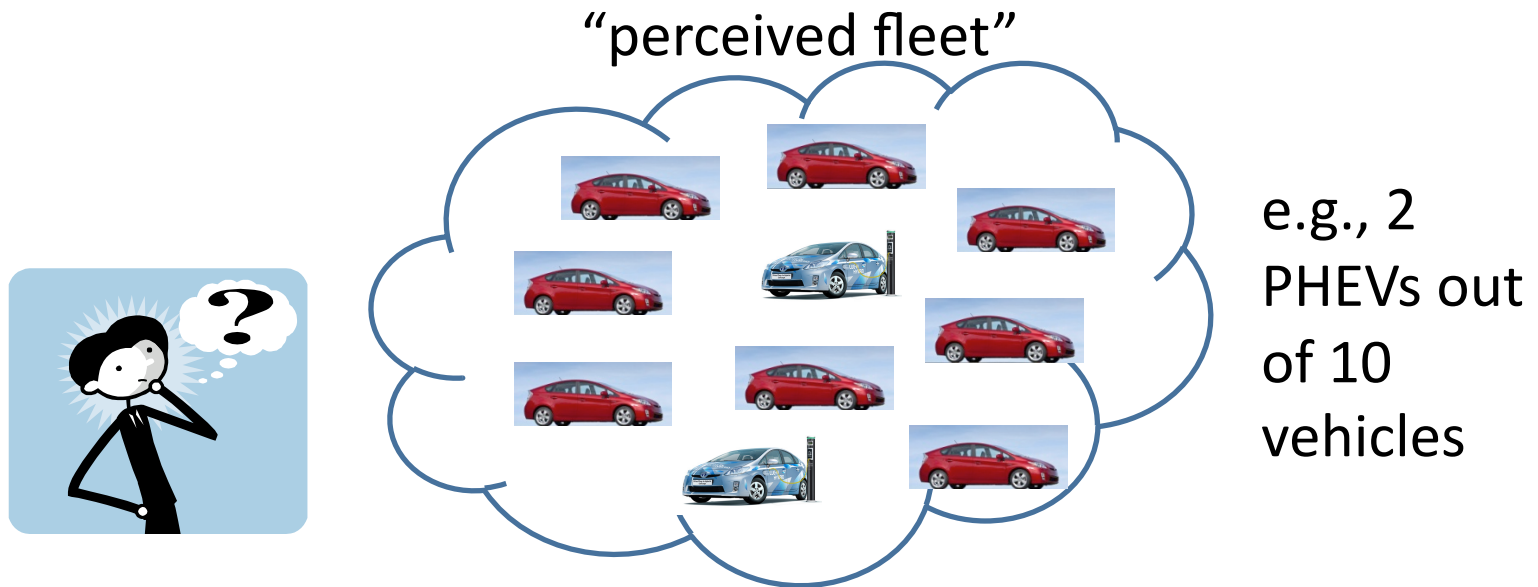 “perceived fleet”
?
e.g., 2
PHEVs out
of 10
vehicles